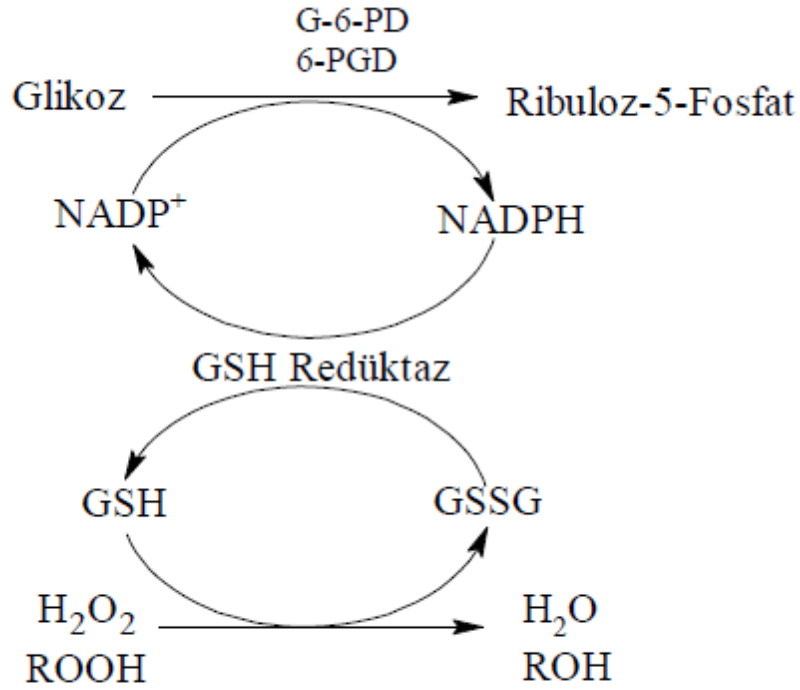 G-6-PD
6-PGD
Glikoz
Ribuloz-5-Fosfat
NADP⁺
NADPH
GSH Redüktaz
GSH
GSSG
H₂O₂
H₂O
ROOH
ROH